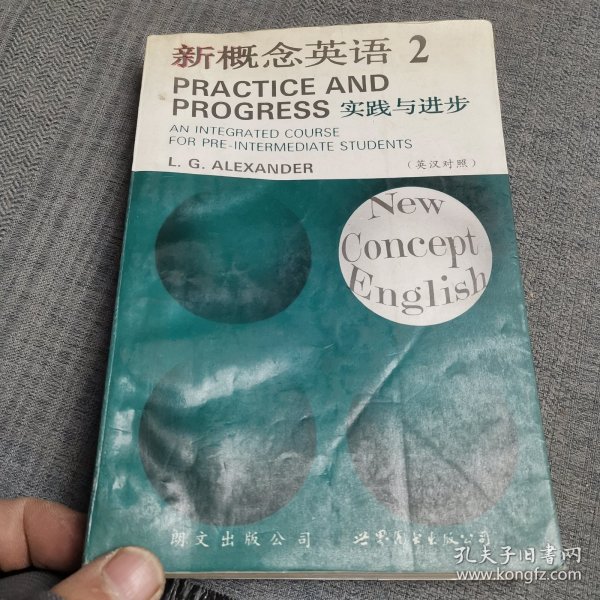 新概念英语 2
PRACTICE AND
PROGRESS 实践与进步
AN INTEGRATED COURSE
FOR PRE-INTERMEDIATE STUDENTS
L. G. ALEXANDER (英汉对照)
New
Concept
English
朗文出版公司 世界图书出版公司
孔夫子旧书网
www.kongfz.com